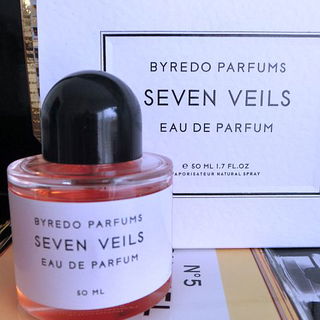 BYREDO PARFUMS
SEVEN VEILS
EAU DE PARFUM
℮ 50 ML 1.7 FL.OZ
VAPORISATEUR NATURAL SPRAY
BYREDO PARFUMS
SEVEN VEILS
EAU DE PARFUM
50 ML
Nº5